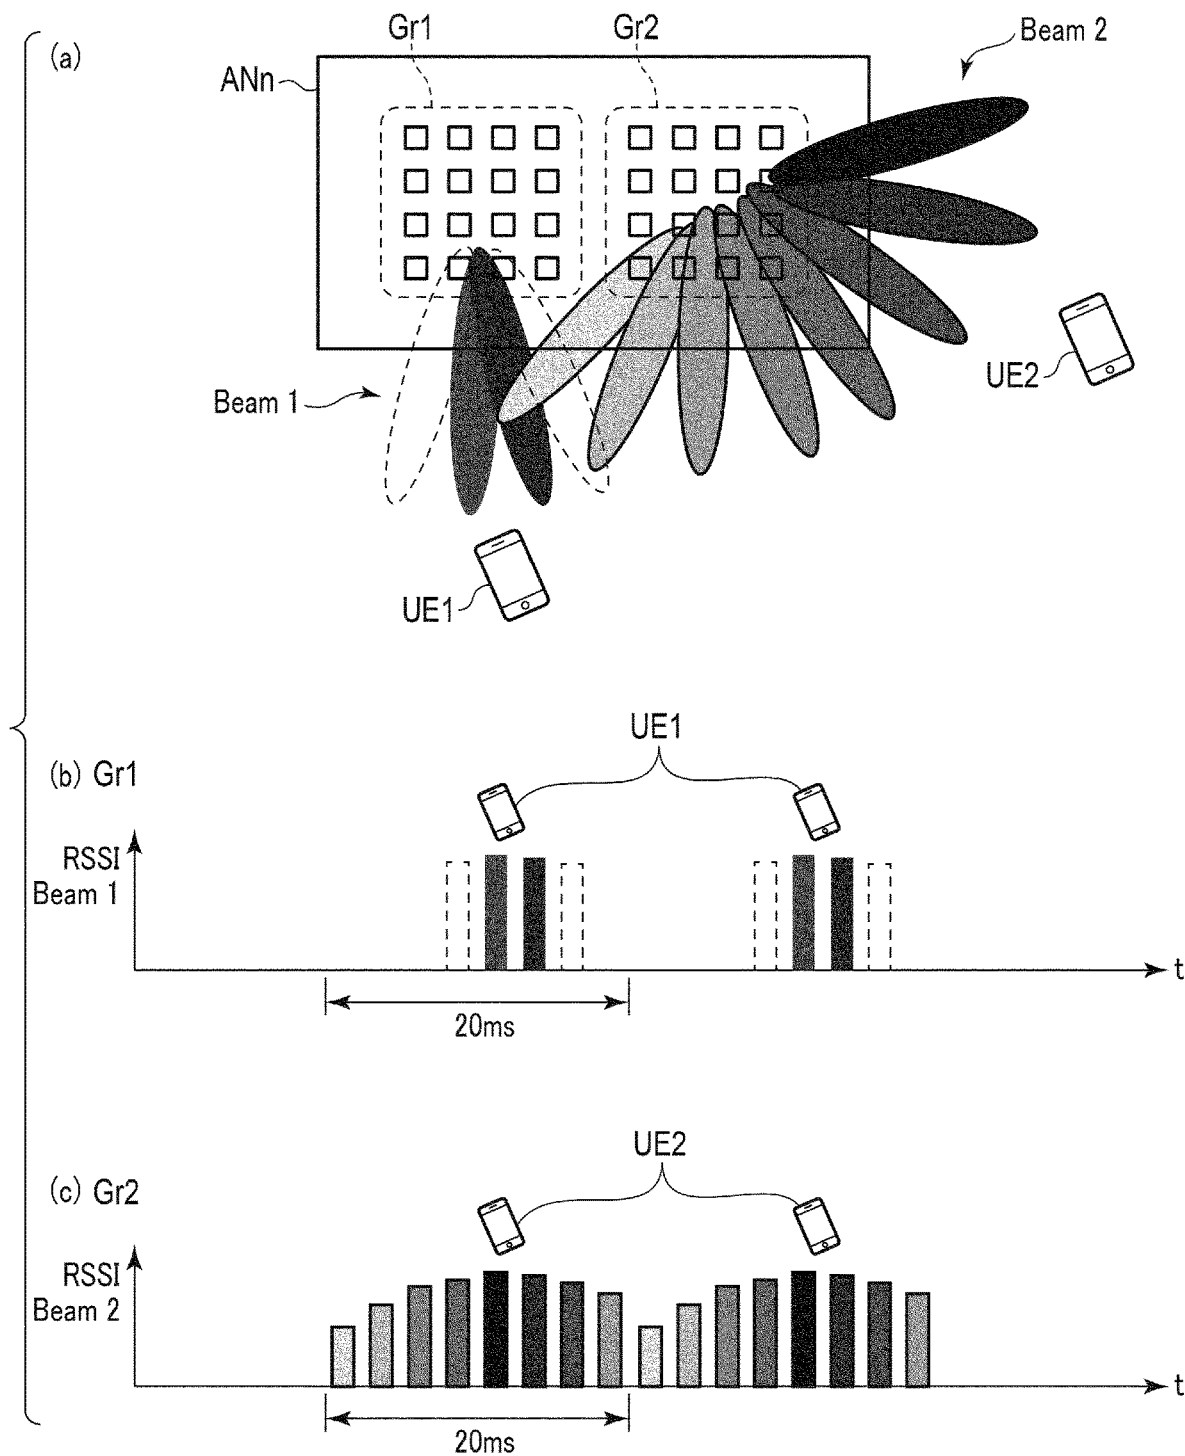 (a)
Gr1
Gr2
Beam 2
ANn
UE2
Beam 1
UE1
UE1
(b) Gr1
RSSI
Beam 1
t
20ms
UE2
(c) Gr2
RSSI
Beam 2
t
20ms